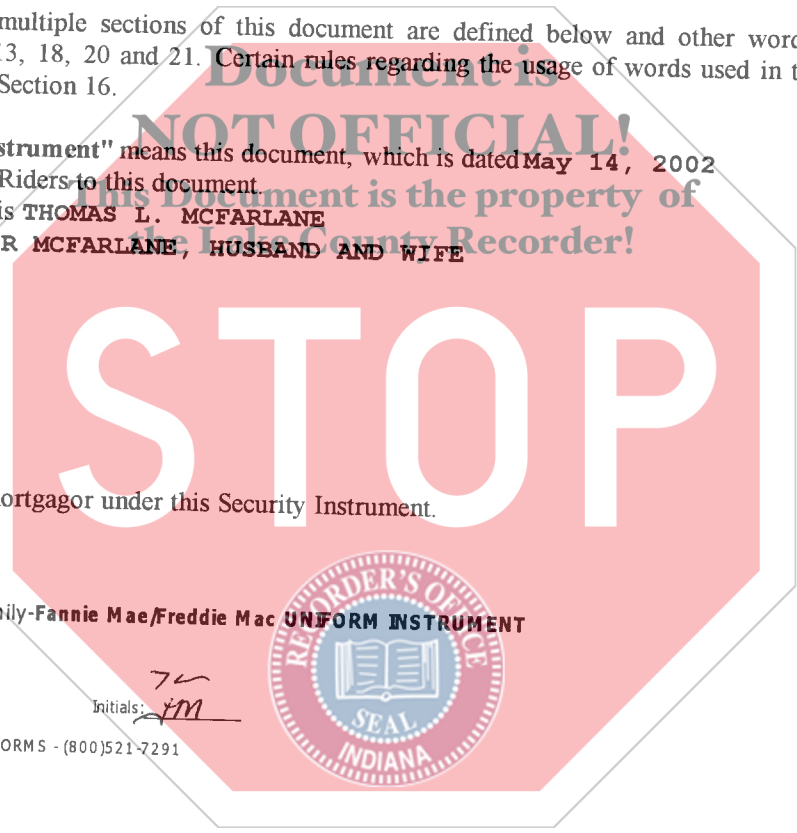 multiple sections of this document are defined below and other word
13, 18, 20 and 21. Certain rules regarding the usage of words used in t
Section 16.
Document is
NOT OFFICIAL!
This Document is the property of
the Lake County Recorder!
strument" means this document, which is dated May 14, 2002
Riders to this document.
is THOMAS L. MCFARLANE
R MCFARLANE, HUSBAND AND WIFE
STOP
ortgagor under this Security Instrument.
ily-Fannie Mae/Freddie Mac UNIFORM INSTRUMENT
RECORDER'S OFFICE
SEAL
INDIANA
Initials:
ORMS - (800)521-7291